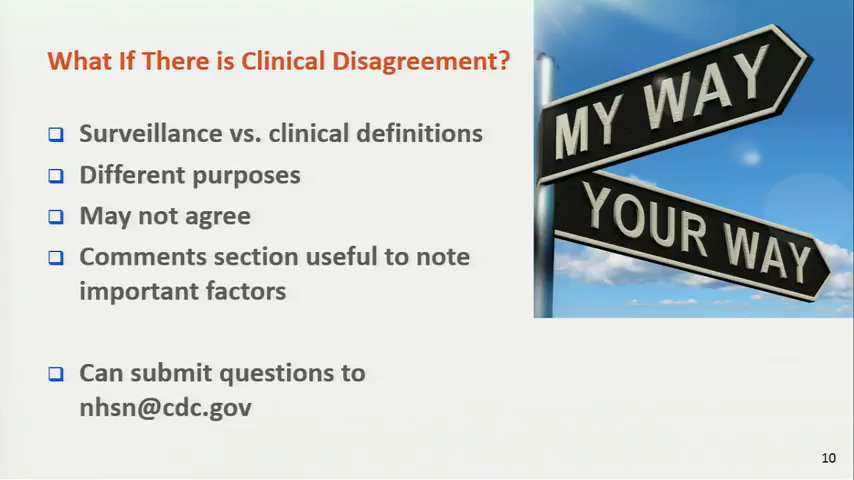 What If There is Clinical Disagreement?
Surveillance vs. clinical definitions
Different purposes
May not agree
Comments section useful to note
important factors
Can submit questions to
nhsn@cdc.gov
MY WAY
YOUR WAY
10